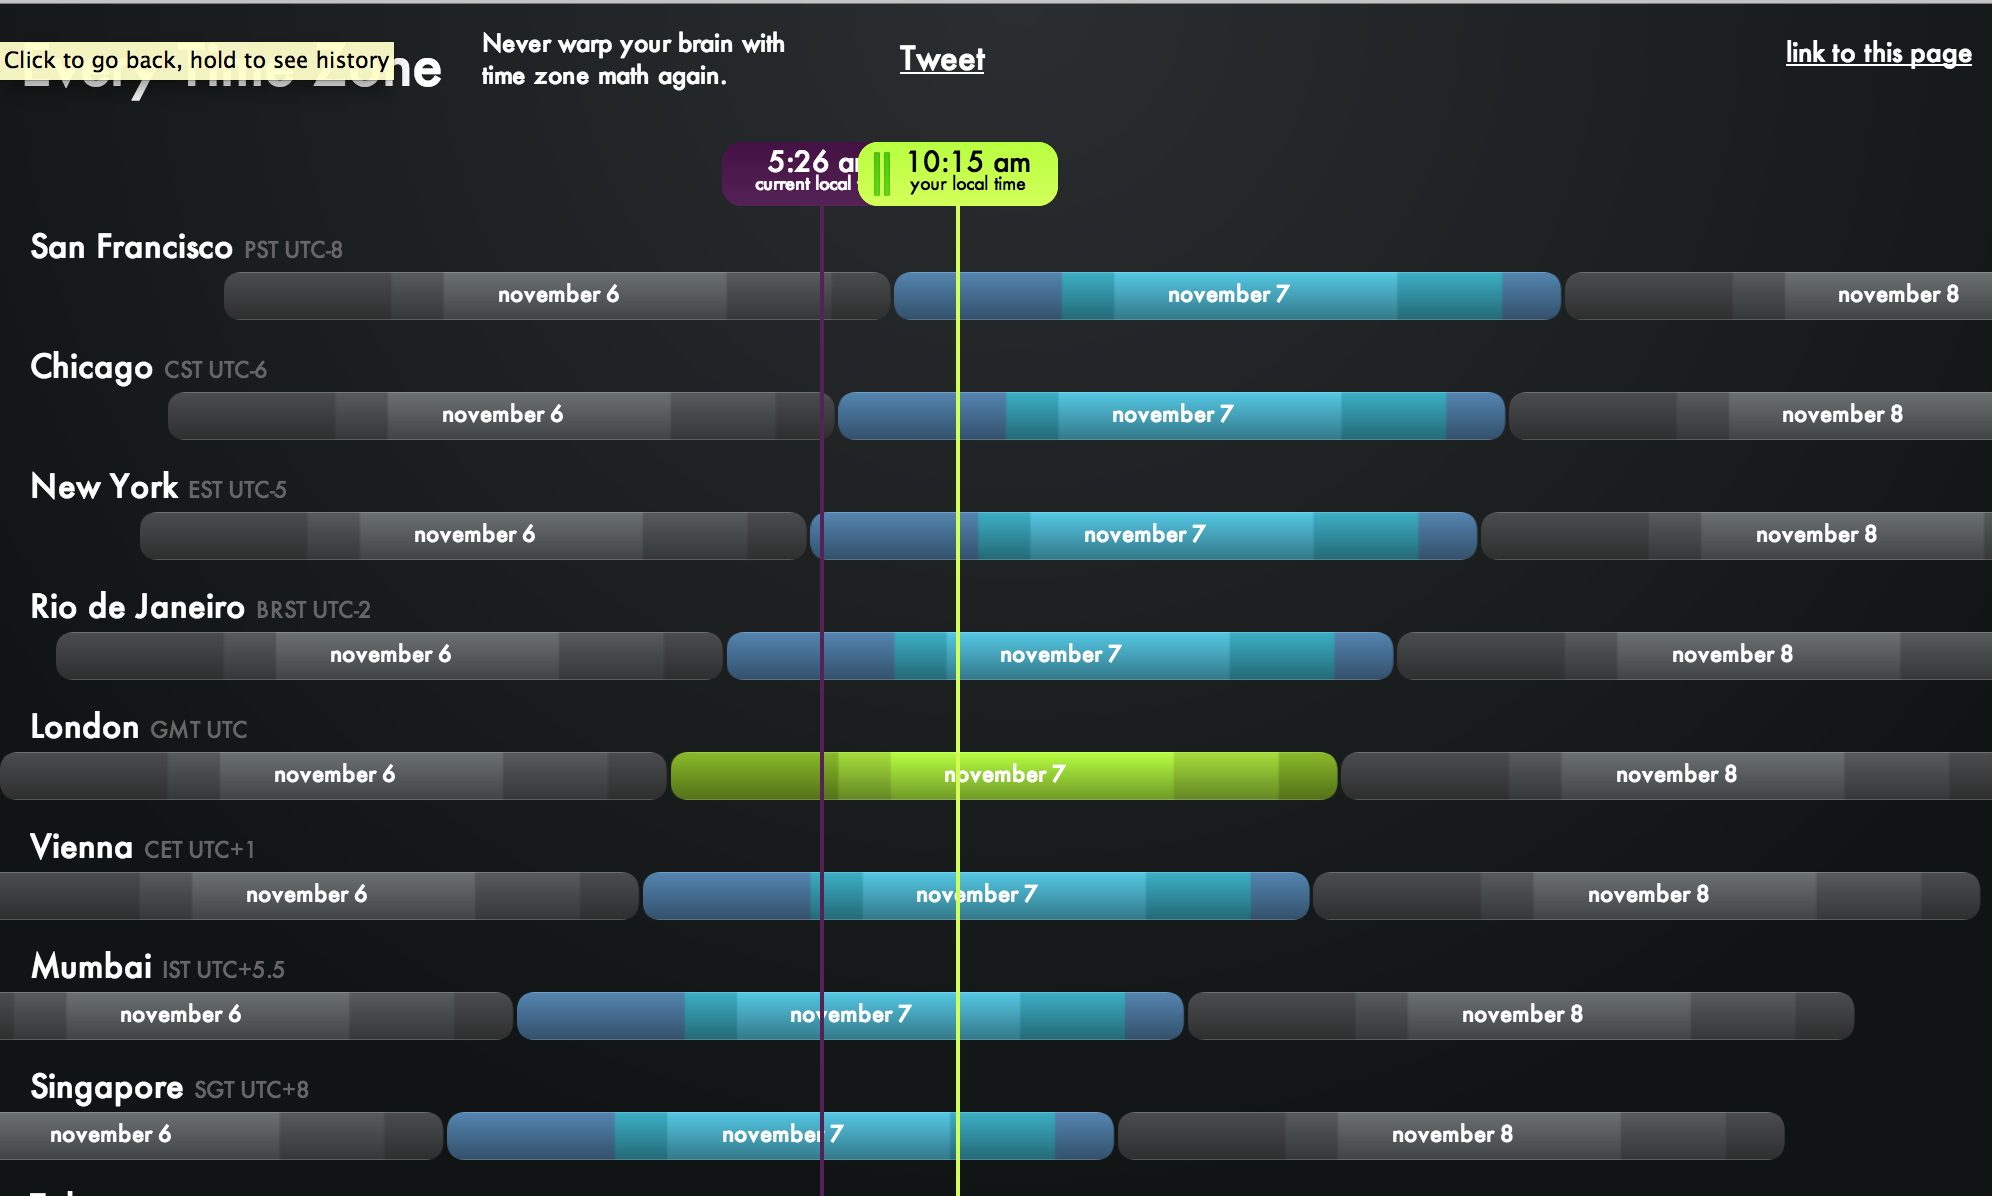 Click to go back, hold to see history
Every Time Zone
Never warp your brain with
time zone math again.
Tweet
link to this page
5:26 a
current local
10:15 am
your local time
San Francisco PST UTC-8
november 6
november 7
november 8
Chicago CST UTC-6
november 6
november 7
november 8
New York EST UTC-5
november 6
november 7
november 8
Rio de Janeiro BRST UTC-2
november 6
november 7
november 8
London GMT UTC
november 6
november 7
november 8
Vienna CET UTC+1
november 6
november 7
november 8
Mumbai IST UTC+5.5
november 6
november 7
november 8
Singapore SGT UTC+8
november 6
november 7
november 8